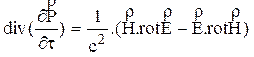 div(∂P^ρ/∂τ) = 1/c². (H^ρ.rotE^ρ − E^ρ.rotH^ρ)